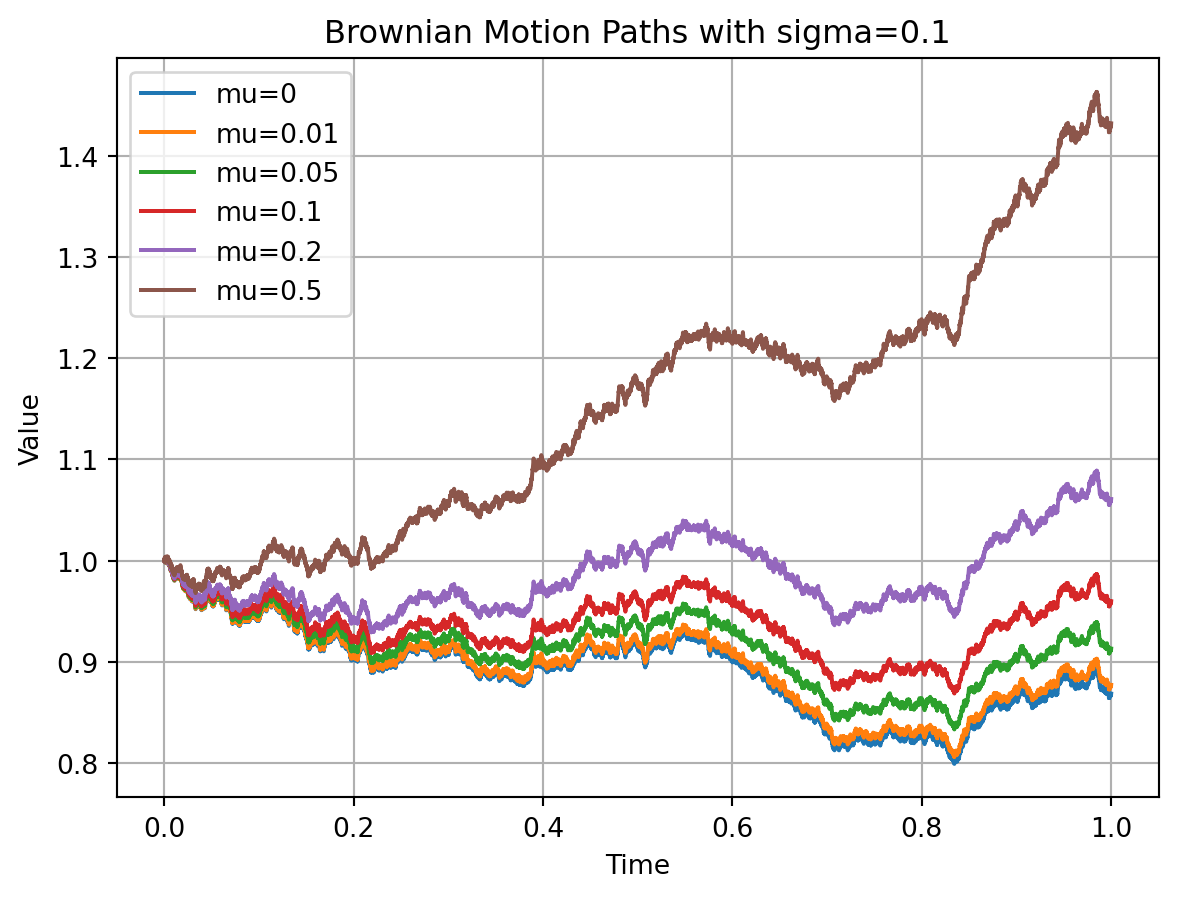 Brownian Motion Paths with sigma=0.1
mu=0
mu=0.01
mu=0.05
mu=0.1
mu=0.2
mu=0.5
1.4
1.3
1.2
1.1
1.0
0.9
0.8
Value
0.0 0.2 0.4 0.6 0.8 1.0
Time